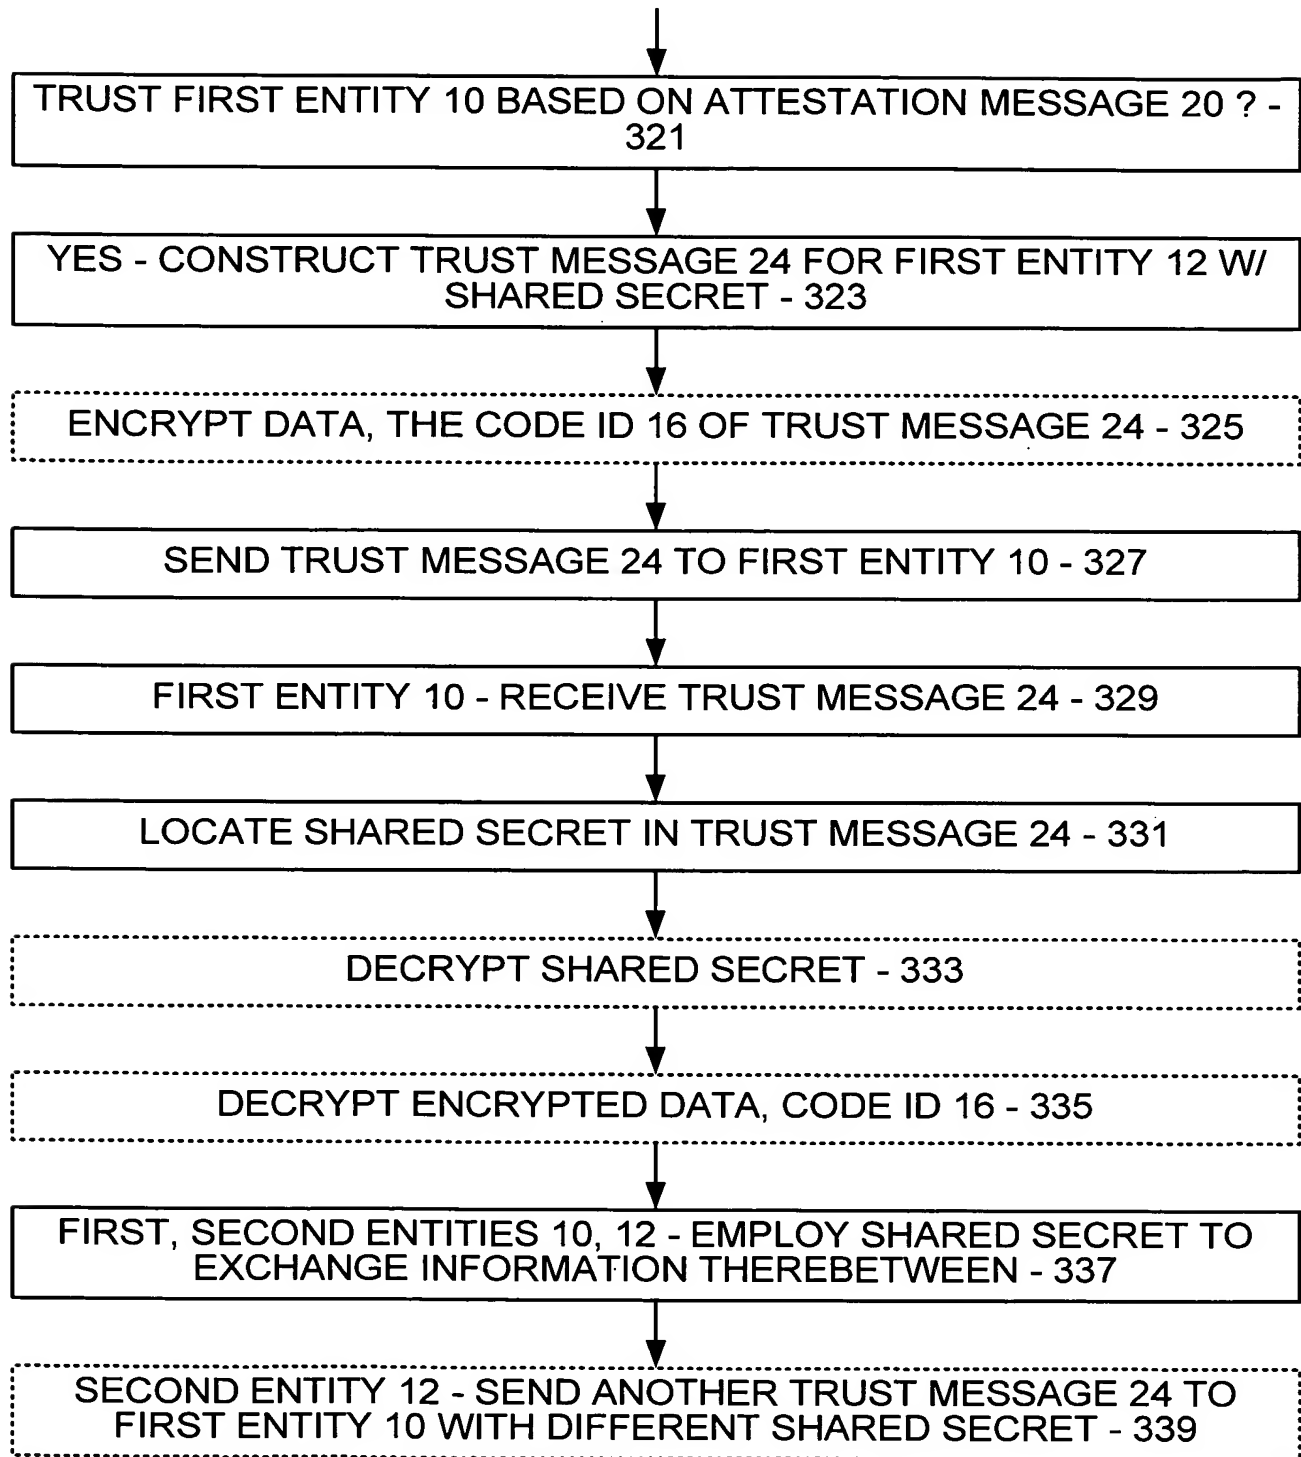 TRUST FIRST ENTITY 10 BASED ON ATTESTATION MESSAGE 20 ? -
321
YES - CONSTRUCT TRUST MESSAGE 24 FOR FIRST ENTITY 12 W/
SHARED SECRET - 323
ENCRYPT DATA, THE CODE ID 16 OF TRUST MESSAGE 24 - 325
SEND TRUST MESSAGE 24 TO FIRST ENTITY 10 - 327
FIRST ENTITY 10 - RECEIVE TRUST MESSAGE 24 - 329
LOCATE SHARED SECRET IN TRUST MESSAGE 24 - 331
DECRYPT SHARED SECRET - 333
DECRYPT ENCRYPTED DATA, CODE ID 16 - 335
FIRST, SECOND ENTITIES 10, 12 - EMPLOY SHARED SECRET TO
EXCHANGE INFORMATION THEREBETWEEN - 337
SECOND ENTITY 12 - SEND ANOTHER TRUST MESSAGE 24 TO
FIRST ENTITY 10 WITH DIFFERENT SHARED SECRET - 339